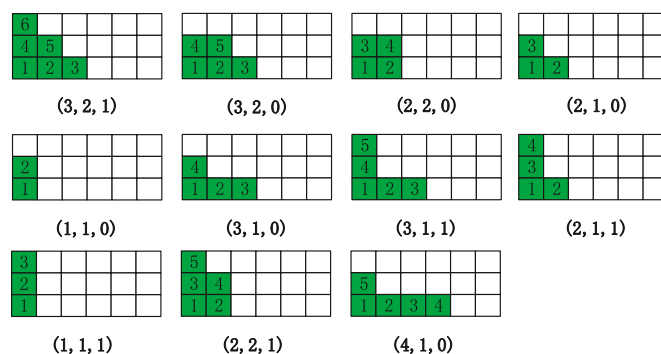 6
4 5
1 2 3
(3, 2, 1)
4 5
1 2 3
(3, 2, 0)
3 4
1 2
(2, 2, 0)
3
1 2
(2, 1, 0)
2
1
(1, 1, 0)
4
1 2 3
(3, 1, 0)
5
4
1 2 3
(3, 1, 1)
4
3
1 2
(2, 1, 1)
3
2
1
(1, 1, 1)
5
3 4
1 2
(2, 2, 1)
5
1 2 3 4
(4, 1, 0)